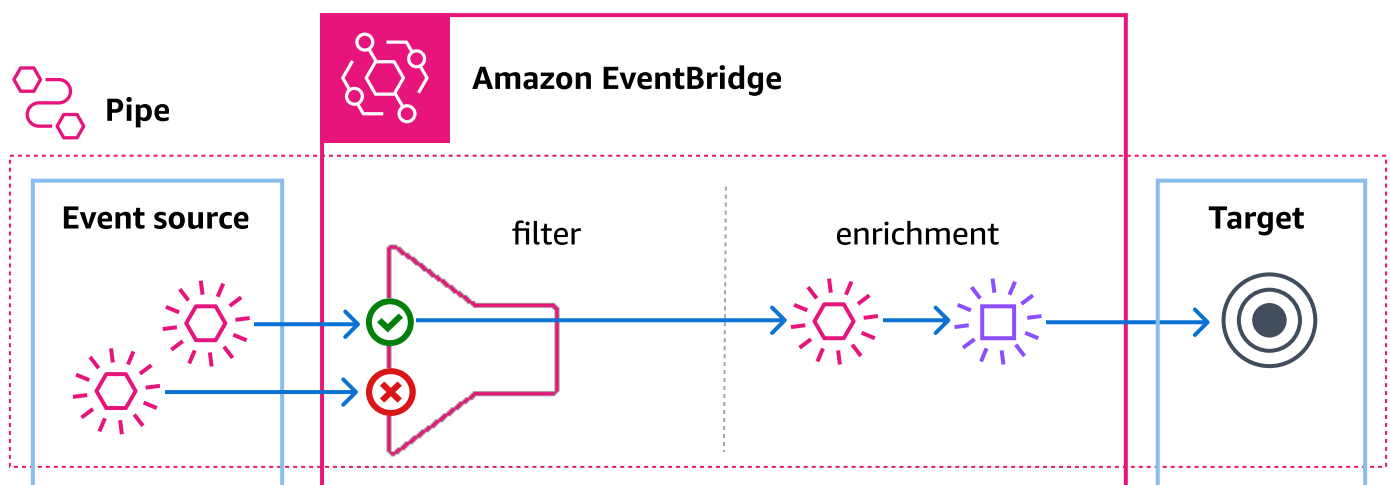 Pipe
Amazon EventBridge
Event source
filter
enrichment
Target